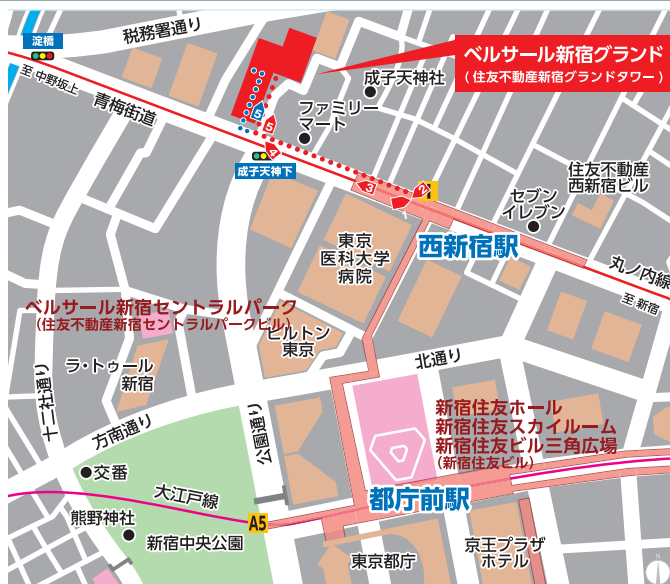 淀橋
税務署通り
至 中野坂上
青梅街道
ベルサール新宿グランド
(住友不動産新宿グランドタワー)
成子天神社
ファミリー
マート
5
5
4
成子天神下
3
2
1
住友不動産
西新宿ビル
セブン
イレブン
西新宿駅
丸ノ内線
至 新宿
東京
医科大学
病院
ベルサール新宿セントラルパーク
(住友不動産新宿セントラルパークビル)
ヒルトン
東京
ラ・トゥール
新宿
北通り
十二社通り
方南通り
公園通り
新宿住友ホール
新宿住友スカイルーム
新宿住友ビル三角広場
(新宿住友ビル)
交番
大江戸線
都庁前駅
A5
熊野神社
新宿中央公園
東京都庁
京王プラザ
ホテル
N